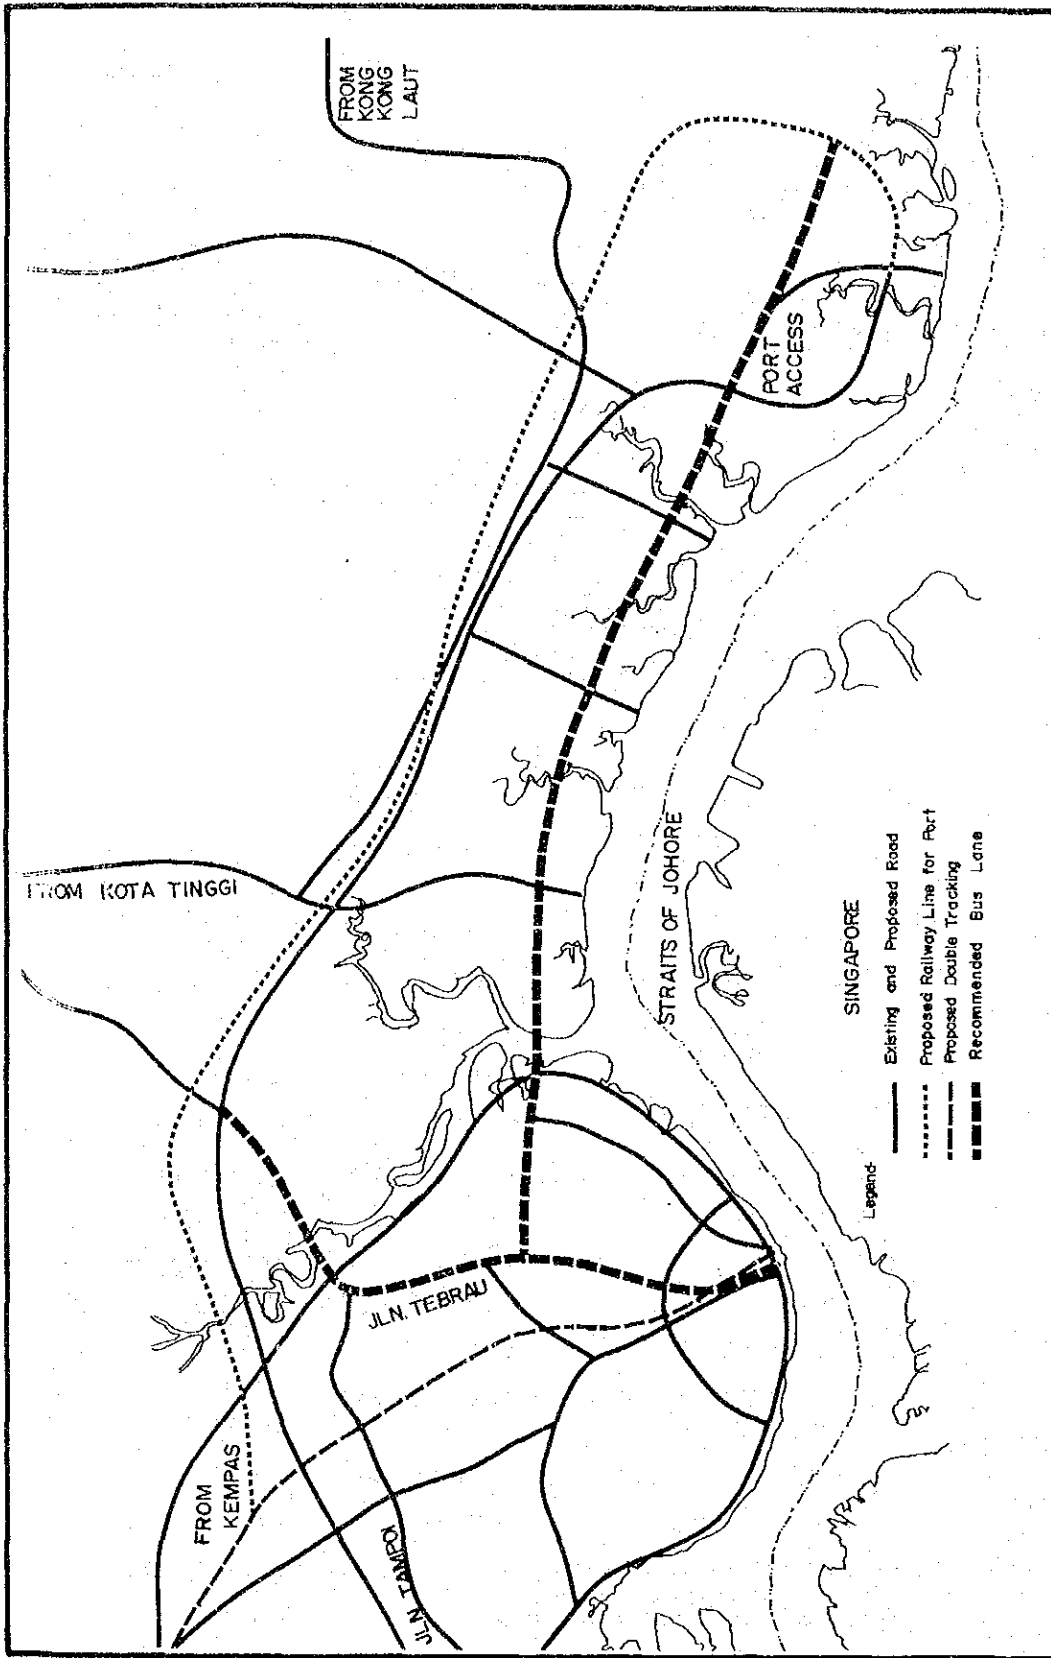 FROM
KONG
KONG
LAUT
FROM KOTA TINGGI
PORT
ACCESS
STRAITS OF JOHORE
JLN. TEBRAU
FROM
KEMPAS
JLN. TAMPOI
SINGAPORE
Legend
Existing and Proposed Road
Proposed Railway Line for Port
Proposed Double Tracking
Recommended Bus Lane